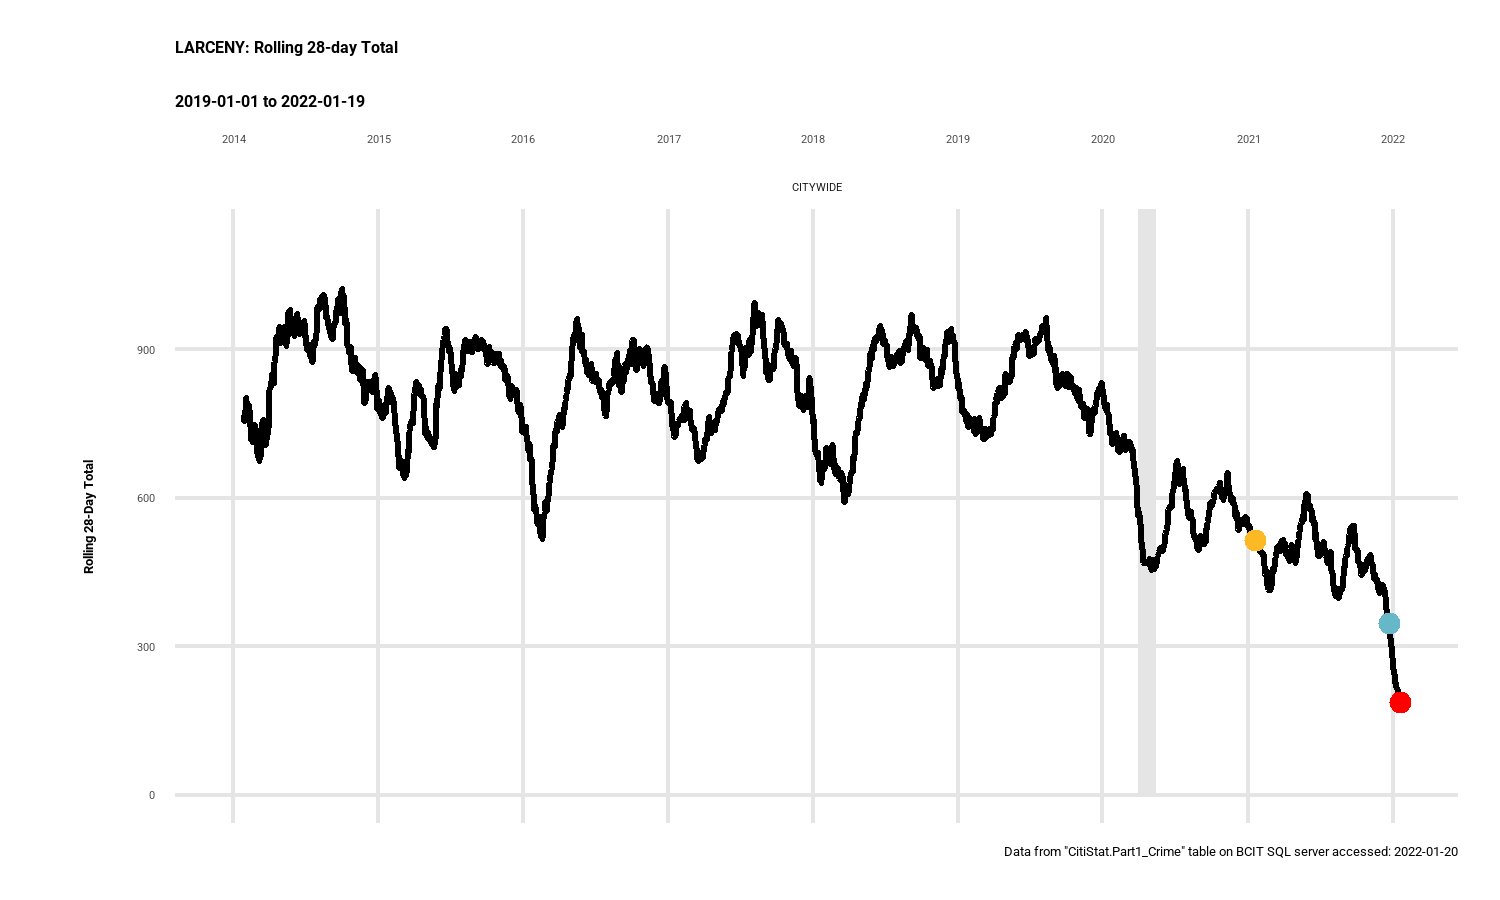 LARCENY: Rolling 28-day Total
2019-01-01 to 2022-01-19
2014 2015 2016 2017 2018 2019 2020 2021 2022
CITYWIDE
900
600
300
0
Rolling 28-Day Total
Data from "CitiStat.Part1_Crime" table on BCIT SQL server accessed: 2022-01-20